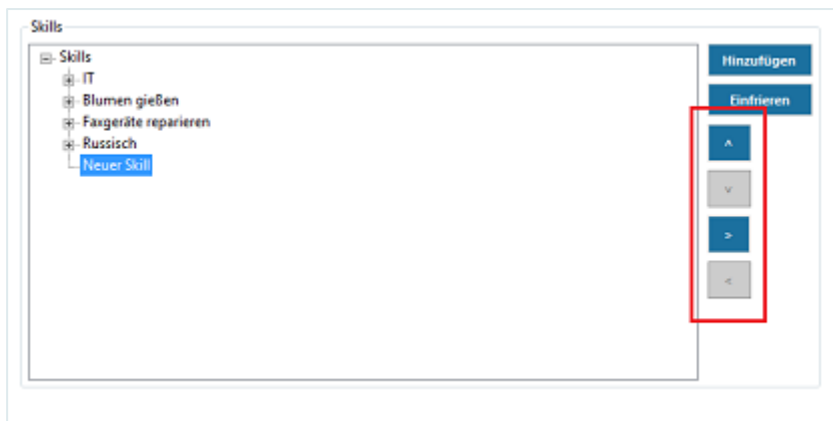 Skills
Skills
IT
Blumen gießen
Faxgeräte reparieren
Russisch
Neuer Skill
Hinzufügen
Einfrieren
^
v
>
<